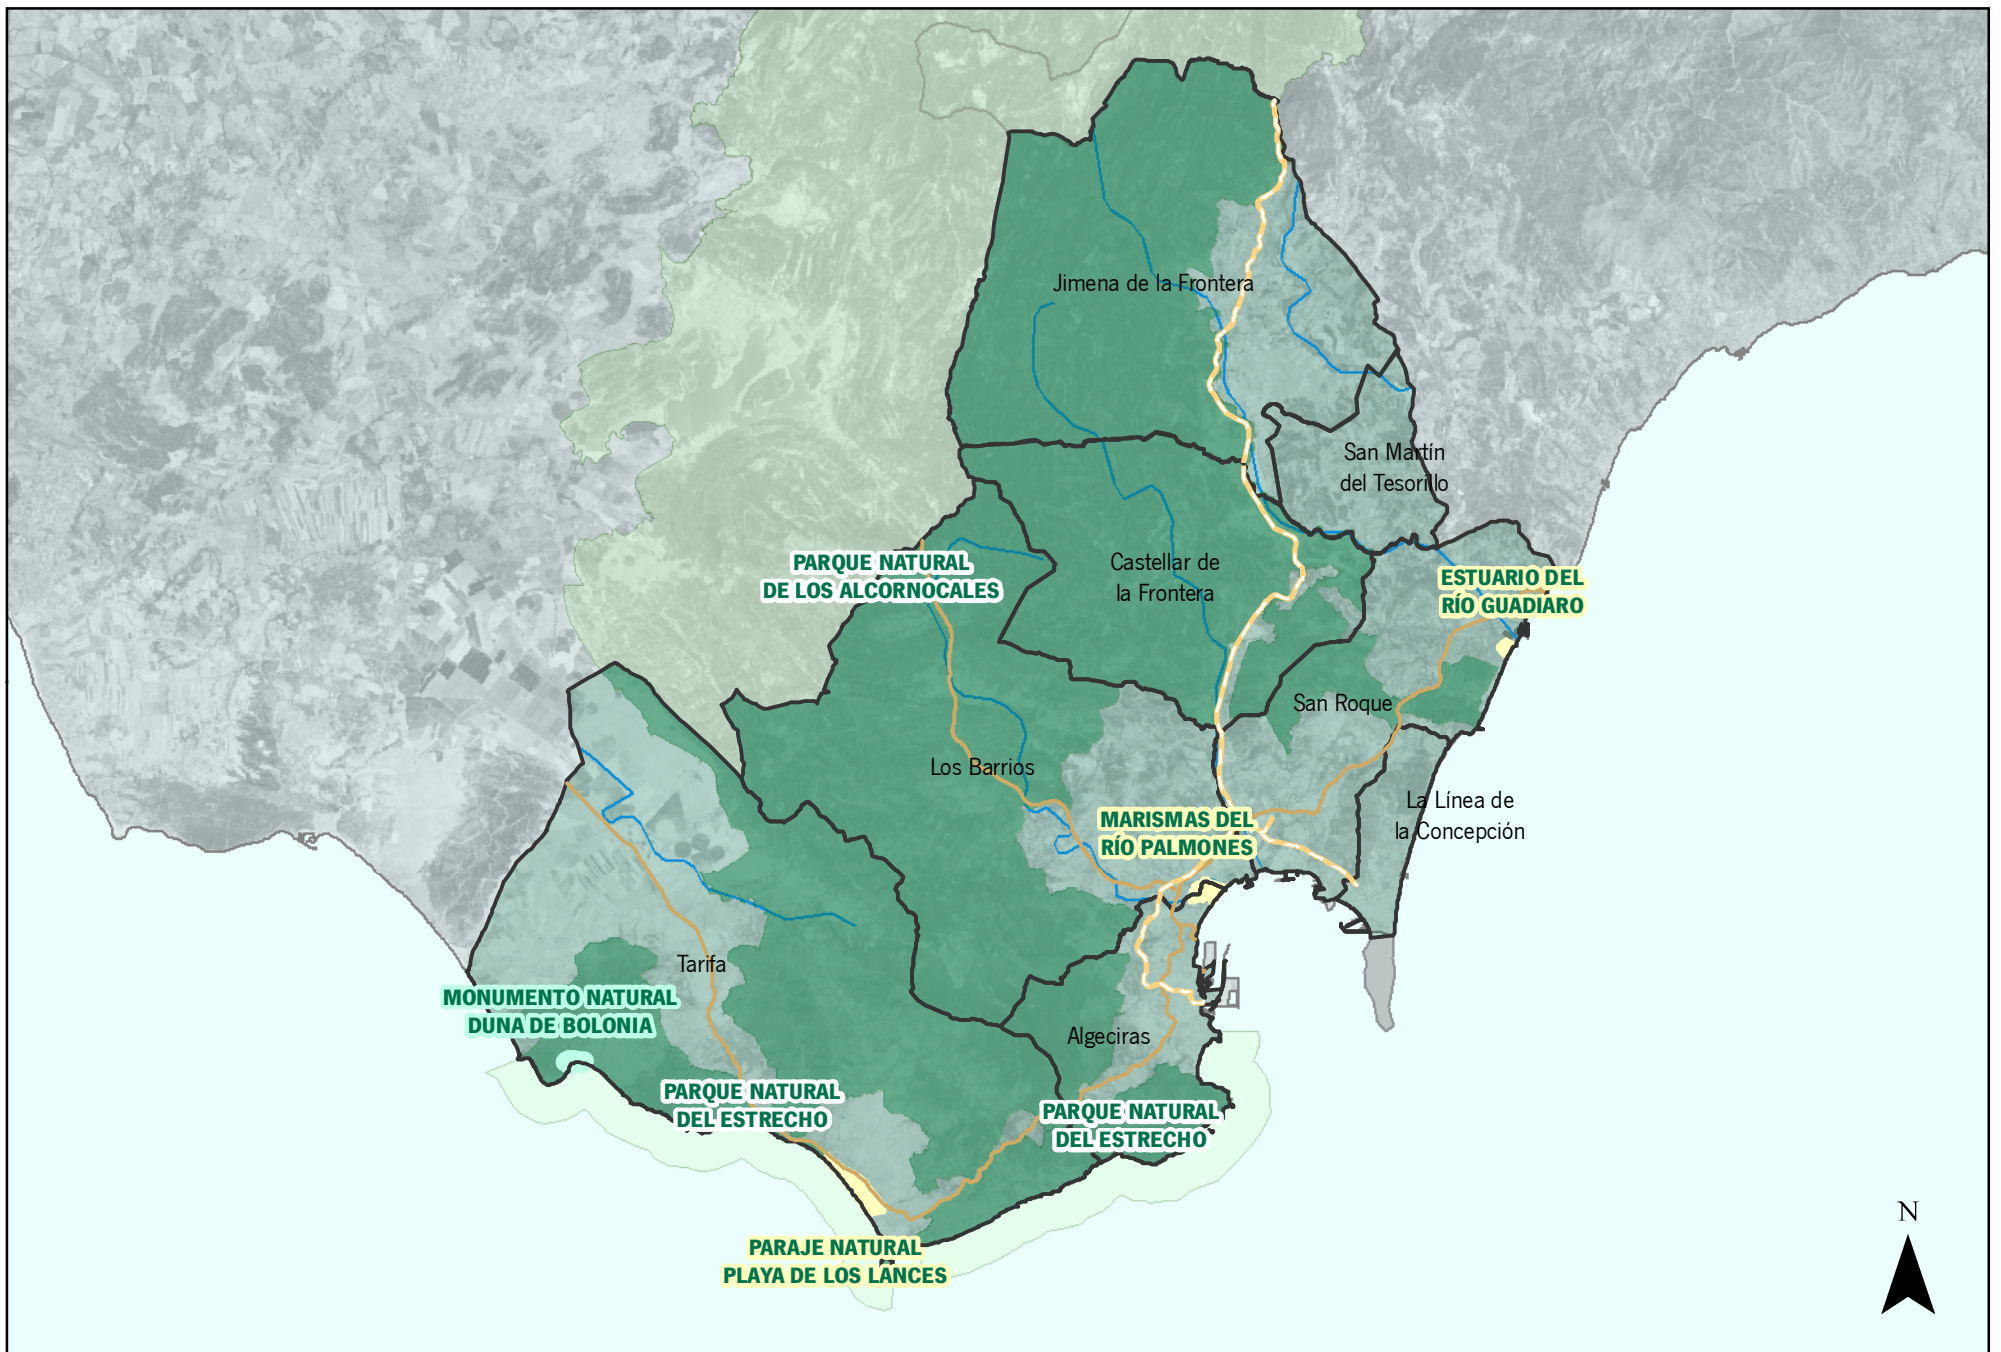 Jimena de la Frontera
San Martín
del Tesorillo
PARQUE NATURAL
DE LOS ALCORNOCALES
Castellar de
la Frontera
ESTUARIO DEL
RÍO GUADIARO
San Roque
Los Barrios
La Línea de
la Concepción
MARISMAS DEL
RÍO PALMONES
Tarifa
MONUMENTO NATURAL
DUNA DE BOLONIA
Algeciras
PARQUE NATURAL
DEL ESTRECHO
PARQUE NATURAL
DEL ESTRECHO
N
PARAJE NATURAL
PLAYA DE LOS LANCES